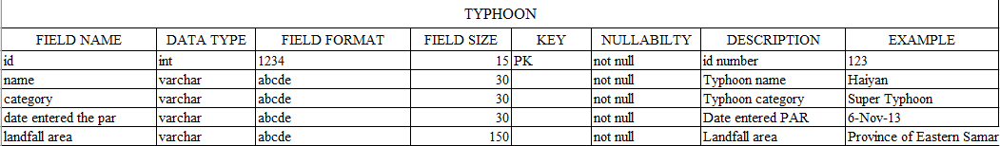 TYPHOON
FIELD NAME DATA TYPE FIELD FORMAT FIELD SIZE KEY NULLABILTY DESCRIPTION EXAMPLE
id int 1234 15 PK not null id number 123
name varchar abcde 30 not null Typhoon name Haiyan
category varchar abcde 30 not null Typhoon category Super Typhoon
date entered the par varchar abcde 30 not null Date entered PAR 6-Nov-13
landfall area varchar abcde 150 not null Landfall area Province of Eastern Samar